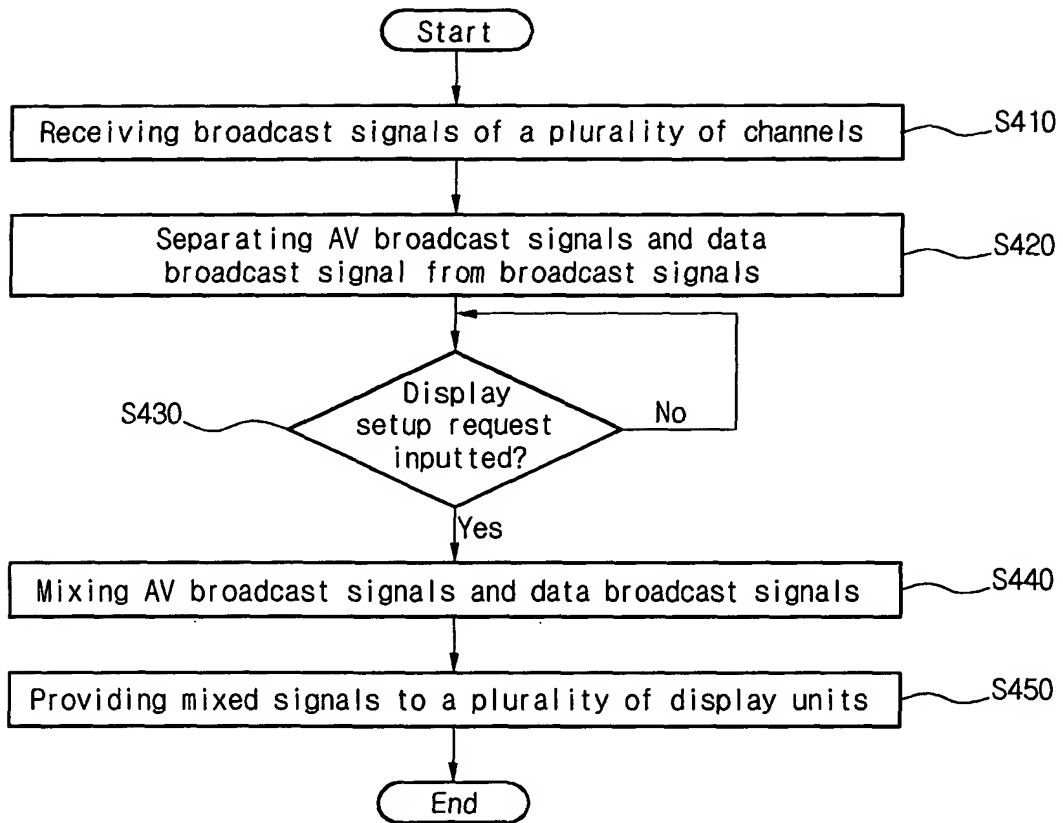 Start
Receiving broadcast signals of a plurality of channels
S410
Separating AV broadcast signals and data
broadcast signal from broadcast signals
S420
Display
setup request
inputted?
S430
No
Yes
Mixing AV broadcast signals and data broadcast signals
S440
Providing mixed signals to a plurality of display units
S450
End